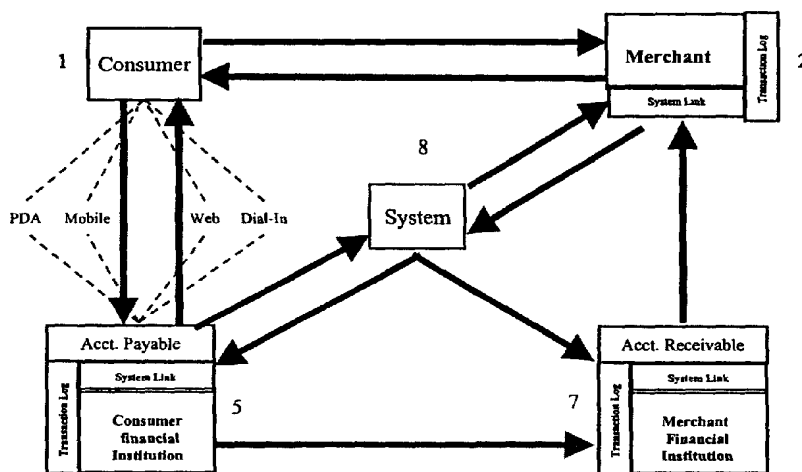 1
Consumer
Merchant
System Link
Transaction Log
2
8
System
PDA
Mobile
Web
Dial-In
Acct. Payable
System Link
Transaction Log
Consumer
financial
Institution
5
7
Acct. Receivable
System Link
Transaction Log
Merchant
Financial
Institution